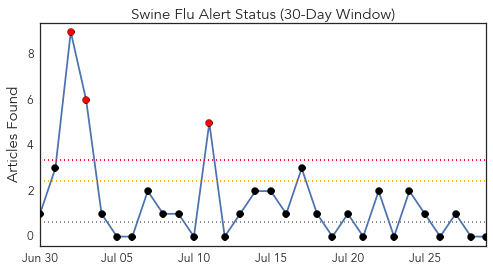 Swine Flu Alert Status (30-Day Window)
Articles Found
8
6
4
2
0
Jun 30
Jul 05
Jul 10
Jul 15
Jul 20
Jul 25